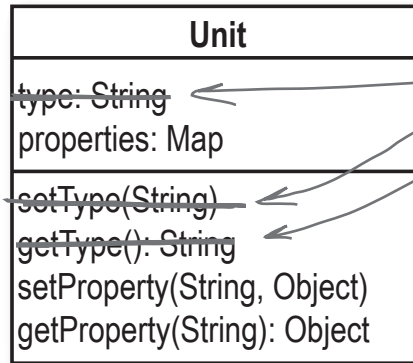 Unit
type: String
properties: Map
setType(String)
getType(): String
setProperty(String, Object)
getProperty(String): Object